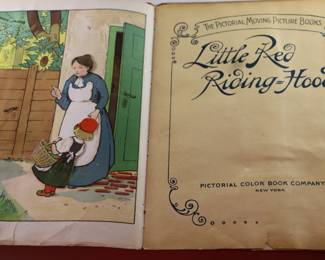 THE PICTORIAL MOVING PICTURE BOOKS
Little Red
Riding-Hood
PICTORIAL COLOR BOOK COMPANY
NEW YORK